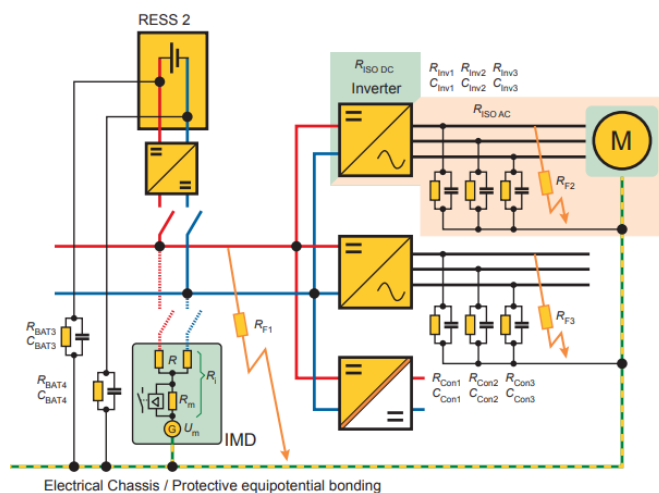 RESS 2
R_ISO DC
Inverter
R_Inv1 R_Inv2 R_Inv3
C_Inv1 C_Inv2 C_Inv3
R_ISO AC
M
R_F2
R_F1
R_F3
R_BAT3
C_BAT3
R_BAT4
C_BAT4
R
R_i
R_m
G
U_m
IMD
R_Con1 R_Con2 R_Con3
C_Con1 C_Con2 C_Con3
Electrical Chassis / Protective equipotential bonding